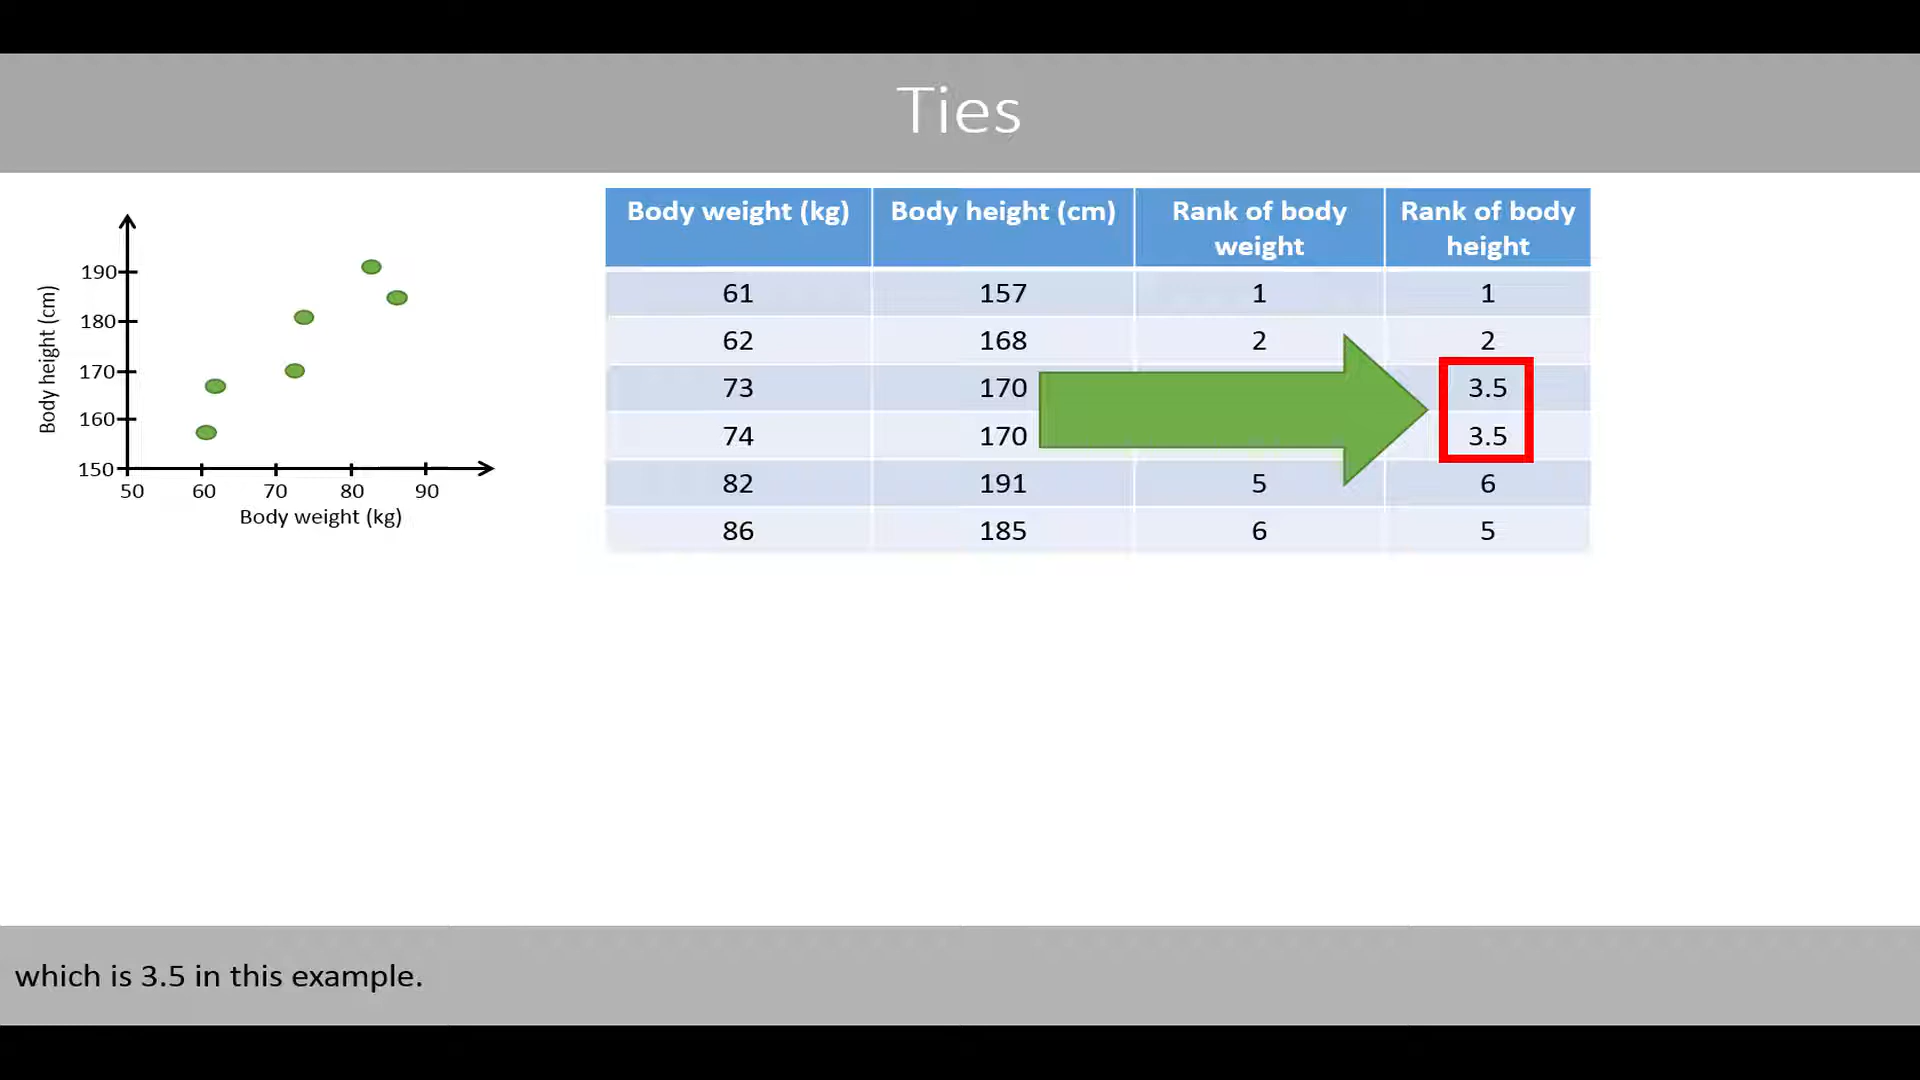 Ties
Body height (cm)
190
180
170
160
150
50 60 70 80 90
Body weight (kg)
Body weight (kg) Body height (cm) Rank of body weight Rank of body height
61 157 1 1
62 168 2 2
73 170 3.5
74 170 3.5
82 191 5 6
86 185 6 5
which is 3.5 in this example.